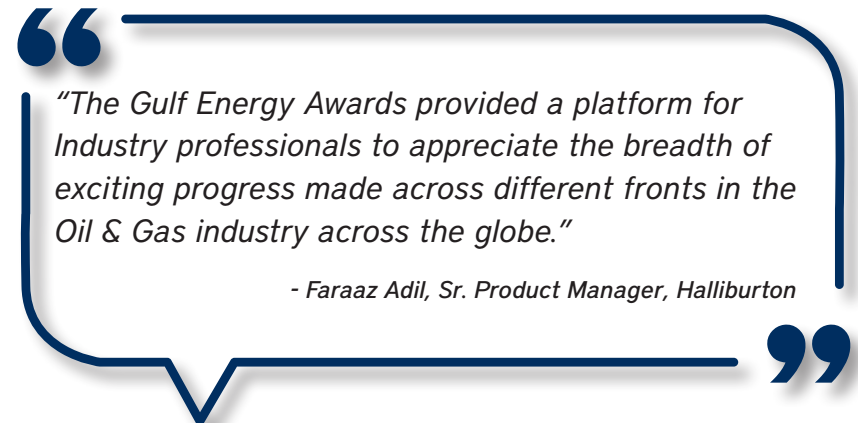 “The Gulf Energy Awards provided a platform for
Industry professionals to appreciate the breadth of
exciting progress made across different fronts in the
Oil & Gas industry across the globe.”
- Faraaz Adil, Sr. Product Manager, Halliburton